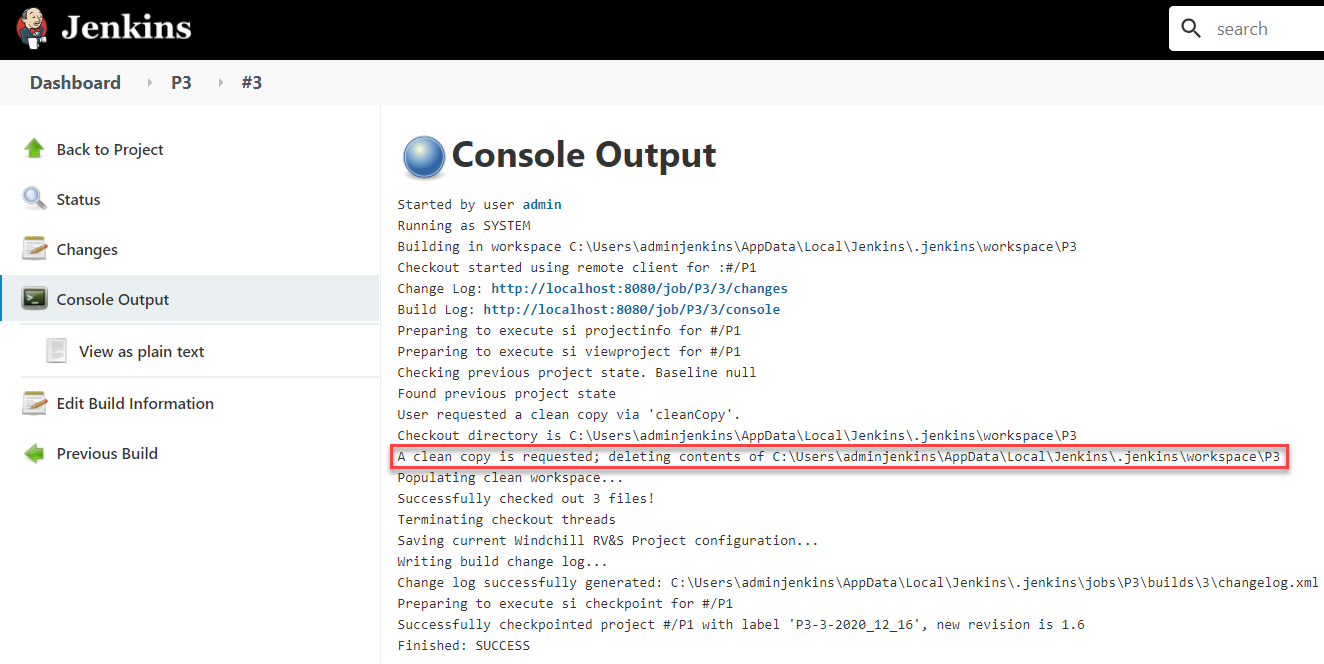 Jenkins
search
Dashboard
P3
#3
Back to Project
Status
Changes
Console Output
View as plain text
Edit Build Information
Previous Build
Console Output
Started by user admin
Running as SYSTEM
Building in workspace C:\Users\adminjenkins\AppData\Local\Jenkins\.jenkins\workspace\P3
Checkout started using remote client for :#/P1
Change Log: http://localhost:8080/job/P3/3/changes
Build Log: http://localhost:8080/job/P3/3/console
Preparing to execute si projectinfo for #/P1
Preparing to execute si viewproject for #/P1
Checking previous project state. Baseline null
Found previous project state
User requested a clean copy via 'cleanCopy'.
Checkout directory is C:\Users\adminjenkins\AppData\Local\Jenkins\.jenkins\workspace\P3
A clean copy is requested; deleting contents of C:\Users\adminjenkins\AppData\Local\Jenkins\.jenkins\workspace\P3
Populating clean workspace...
Successfully checked out 3 files!
Terminating checkout threads
Saving current Windchill RV&S Project configuration...
Writing build change log...
Change log successfully generated: C:\Users\adminjenkins\AppData\Local\Jenkins\.jenkins\jobs\P3\builds\3\changelog.xml
Preparing to execute si checkpoint for #/P1
Successfully checkpointed project #/P1 with label 'P3-3-2020_12_16', new revision is 1.6
Finished: SUCCESS